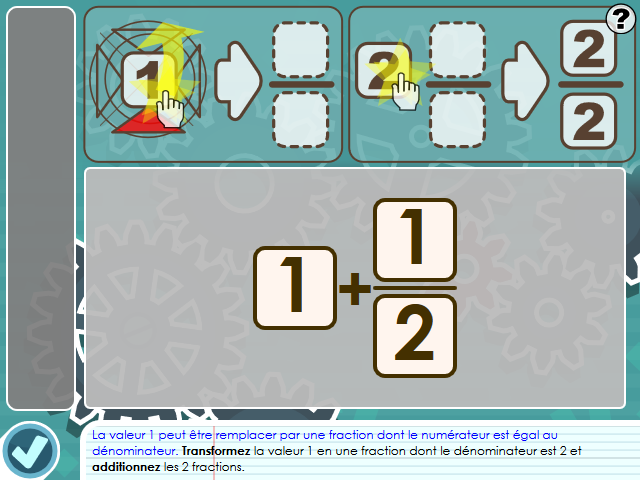 ?
1
2
2
2
1 + 1
2
La valeur 1 peut être remplacer par une fraction dont le numérateur est égal au
dénominateur. Transformez la valeur 1 en une fraction dont le dénominateur est 2 et
additionnez les 2 fractions.